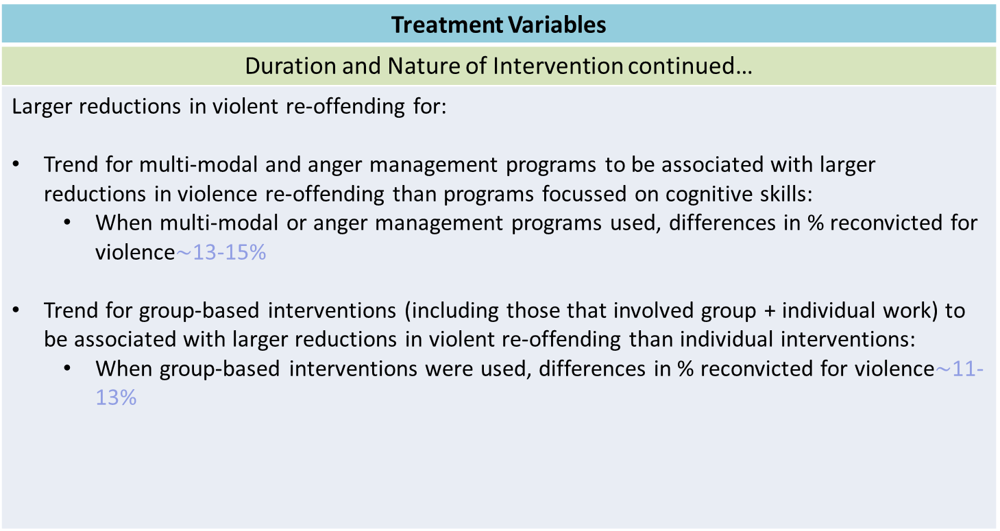 Treatment Variables
Duration and Nature of Intervention continued...
Larger reductions in violent re-offending for:
• Trend for multi-modal and anger management programs to be associated with larger
reductions in violence re-offending than programs focussed on cognitive skills:
• When multi-modal or anger management programs used, differences in % reconvicted for
violence~13-15%
• Trend for group-based interventions (including those that involved group + individual work) to
be associated with larger reductions in violent re-offending than individual interventions:
• When group-based interventions were used, differences in % reconvicted for violence~11-
13%